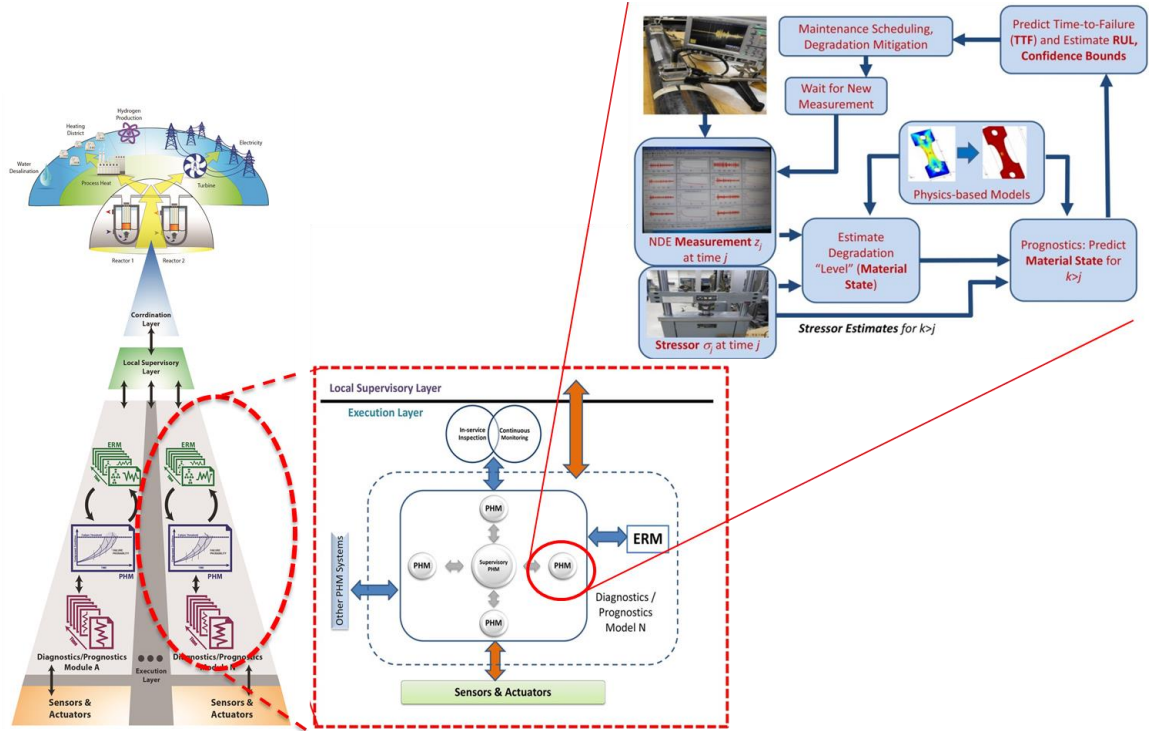 Hydrogen
Production
Heating
District
Electricity
Water
Desalination
Process Heat
Turbine
Reactor 1
Reactor 2
Corrdination
Layer
Local Supervisory
Layer
ERM
ERM
PHM
PHM
Diagnostics/Prognostics
Module A
Diagnostics/Prognostics
Module N
Execution
Layer
Sensors &
Actuators
Sensors &
Actuators
Local Supervisory Layer
Execution Layer
In-service
Inspection
Continuous
Monitoring
PHM
PHM
Supervisory
PHM
PHM
PHM
ERM
Other PHM Systems
Diagnostics /
Prognostics
Model N
Sensors & Actuators
Maintenance Scheduling,
Degradation Mitigation
Predict Time-to-Failure
(TTF) and Estimate RUL,
Confidence Bounds
Wait for New
Measurement
Physics-based Models
NDE Measurement zj
at time j
Estimate
Degradation
"Level" (Material
State)
Prognostics: Predict
Material State for
k>j
Stressor σj at time j
Stressor Estimates for k>j